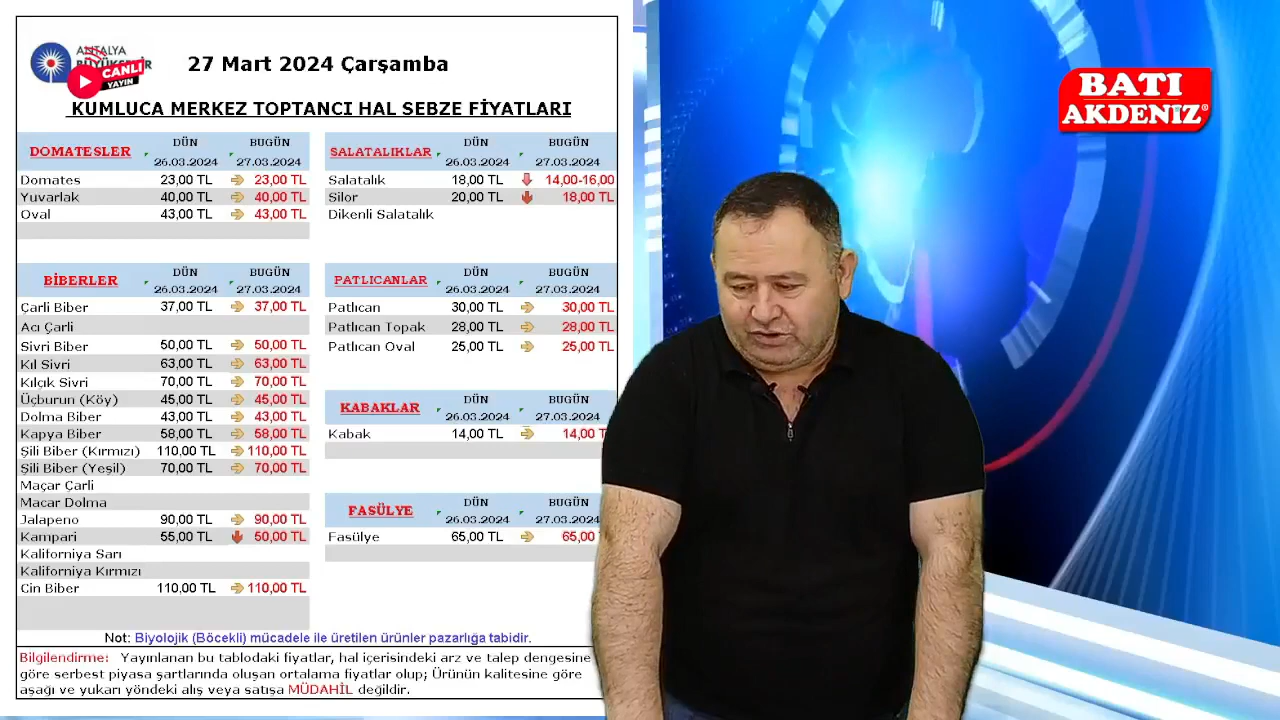 ANTALYA
BÜYÜKŞEHİR
CANLI
YAYIN
27 Mart 2024 Çarşamba
KUMLUCA MERKEZ TOPTANCI HAL SEBZE FİYATLARI
BATI
AKDENİZ®
DOMATESLER DÜN BUGÜN
26.03.2024 27.03.2024
Domates 23,00 TL 23,00 TL
Yuvarlak 40,00 TL 40,00 TL
Oval 43,00 TL 43,00 TL
SALATALIKLAR DÜN BUGÜN
26.03.2024 27.03.2024
Salatalık 18,00 TL 14,00-16,00
Silor 20,00 TL 18,00 TL
Dikenli Salatalık
BİBERLER DÜN BUGÜN
26.03.2024 27.03.2024
Çarli Biber 37,00 TL 37,00 TL
Acı Çarli
Sivri Biber 50,00 TL 50,00 TL
Kıl Sivri 63,00 TL 63,00 TL
Kılçık Sivri 70,00 TL 70,00 TL
Üçburun (Köy) 45,00 TL 45,00 TL
Dolma Biber 43,00 TL 43,00 TL
Kapya Biber 58,00 TL 58,00 TL
Şili Biber (Kırmızı) 110,00 TL 110,00 TL
Şili Biber (Yeşil) 70,00 TL 70,00 TL
Maçar Çarli
Macar Dolma
Jalapeno 90,00 TL 90,00 TL
Kampari 55,00 TL 50,00 TL
Kaliforniya Sarı
Kaliforniya Kırmızı
Cin Biber 110,00 TL 110,00 TL
PATLICANLAR DÜN BUGÜN
26.03.2024 27.03.2024
Patlıcan 30,00 TL 30,00 TL
Patlıcan Topak 28,00 TL 28,00 TL
Patlıcan Oval 25,00 TL 25,00 TL
KABAKLAR DÜN BUGÜN
26.03.2024 27.03.2024
Kabak 14,00 TL 14,00 T
FASÜLYE DÜN BUGÜN
26.03.2024 27.03.2024
Fasülye 65,00 TL 65,00
Not: Biyolojik (Böcekli) mücadele ile üretilen ürünler pazarlığa tabidir.
Bilgilendirme: Yayınlanan bu tablodaki fiyatlar, hal içerisindeki arz ve talep dengesine
göre serbest piyasa şartlarında oluşan ortalama fiyatlar olup; Ürünün kalitesine göre
aşağı ve yukarı yöndeki alış veya satışa MÜDAHİL değildir.